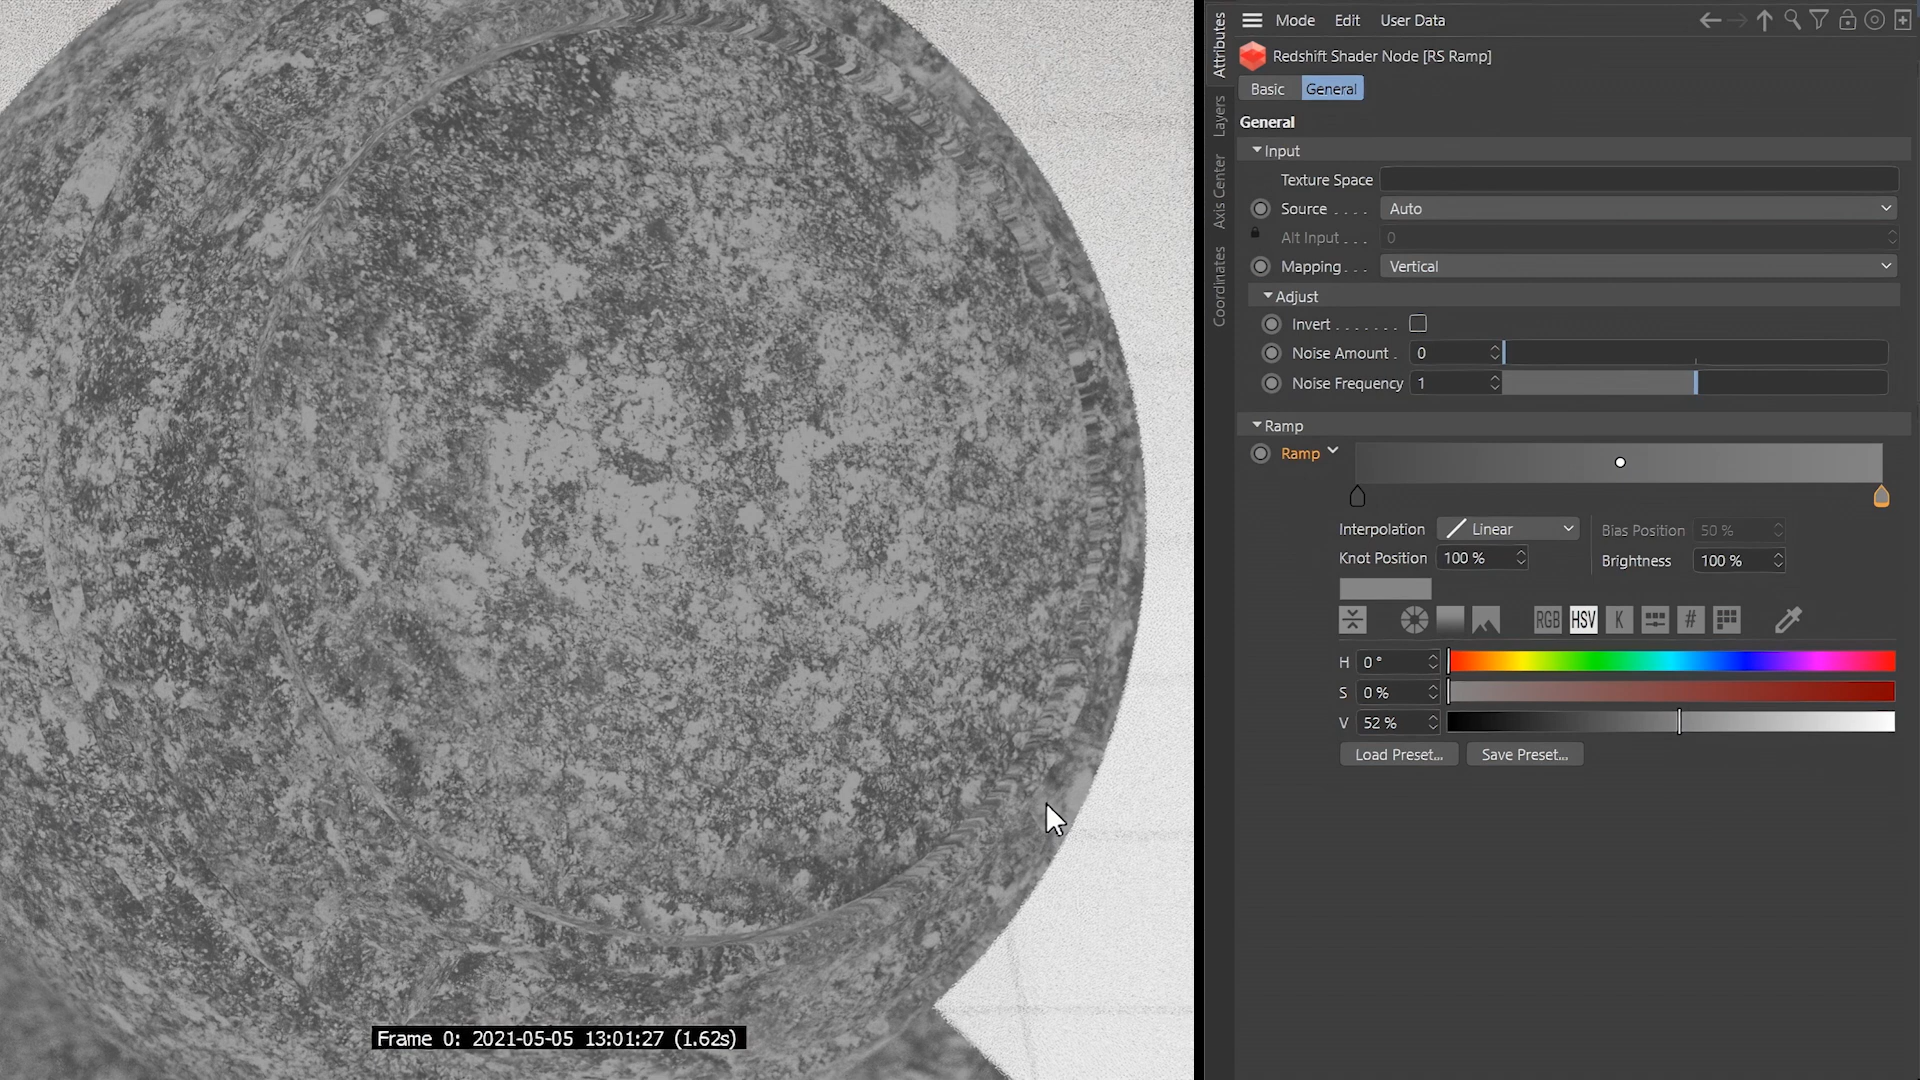 Attributes
Layers
Axis Center
Coordinates
Mode Edit User Data
Redshift Shader Node [RS Ramp]
Basic General
General
Input
Texture Space
Source . . . . Auto
Alt Input . . . 0
Mapping. . . Vertical
Adjust
Invert . . . . . . .
Noise Amount . 0
Noise Frequency 1
Ramp
Ramp
Interpolation Linear Bias Position 50 %
Knot Position 100 % Brightness 100 %
RGB HSV K #
H 0 °
S 0 %
V 52 %
Load Preset... Save Preset...
Frame 0: 2021-05-05 13:01:27 (1.62s)